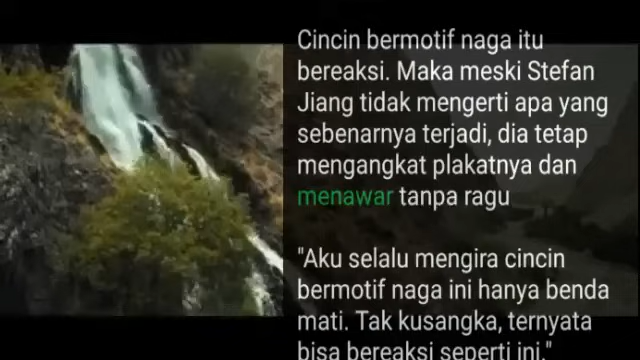 Cincin bermotif naga itu
bereaksi. Maka meski Stefan
Jiang tidak mengerti apa yang
sebenarnya terjadi, dia tetap
mengangkat plakatnya dan
menawar tanpa ragu
"Aku selalu mengira cincin
bermotif naga ini hanya benda
mati. Tak kusangka, ternyata
bisa bereaksi seperti ini."